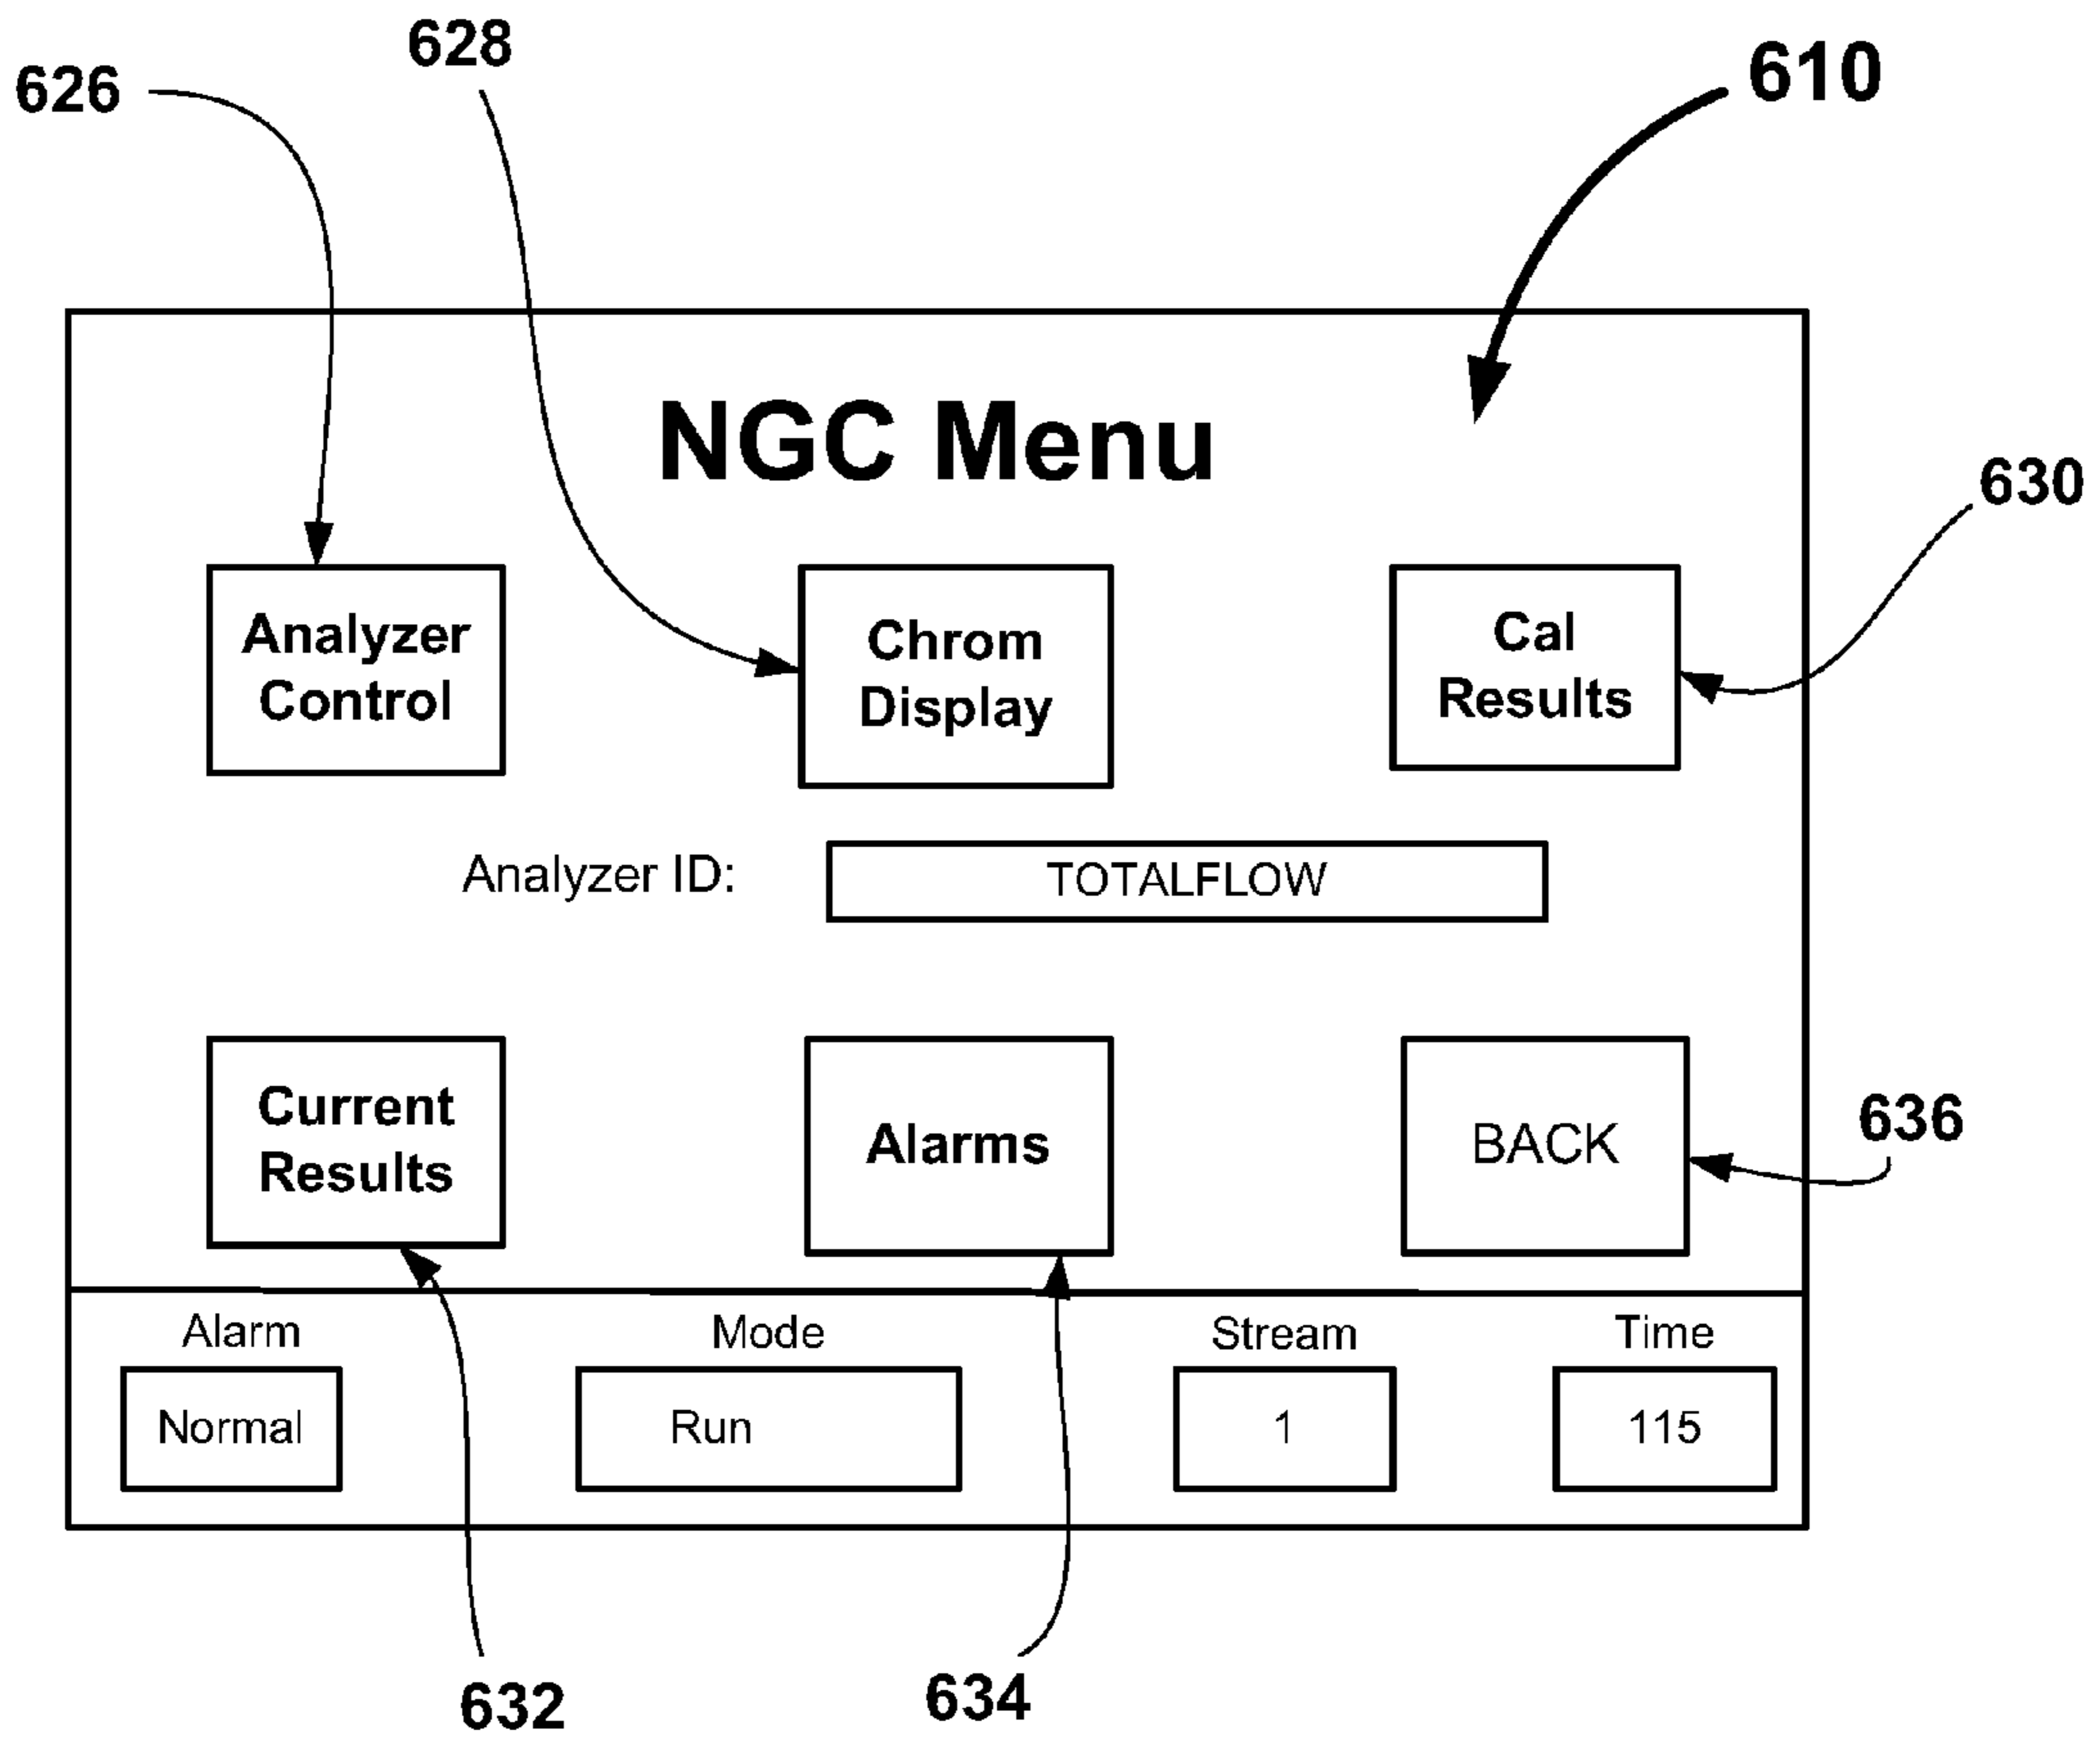 628
610
626
NGC Menu
630
Analyzer
Control
Chrom
Display
Cal
Results
Analyzer ID: TOTALFLOW
Current
Results
Alarms
BACK
636
Alarm Mode Stream Time
Normal Run 1 115
632
634